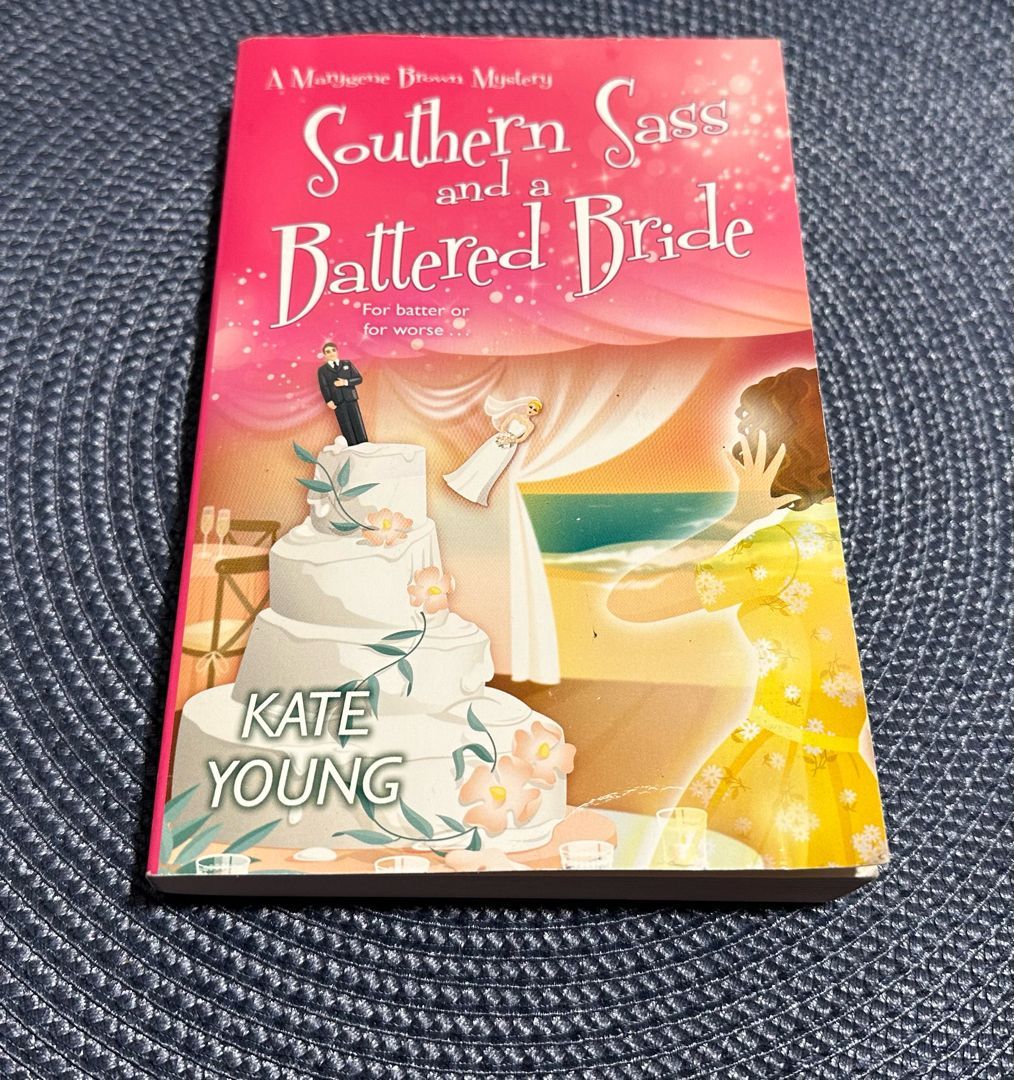 A Marygene Brown Mystery
Southern Sass
and a
Battered Bride
For batter or
for worse . . .
KATE
YOUNG